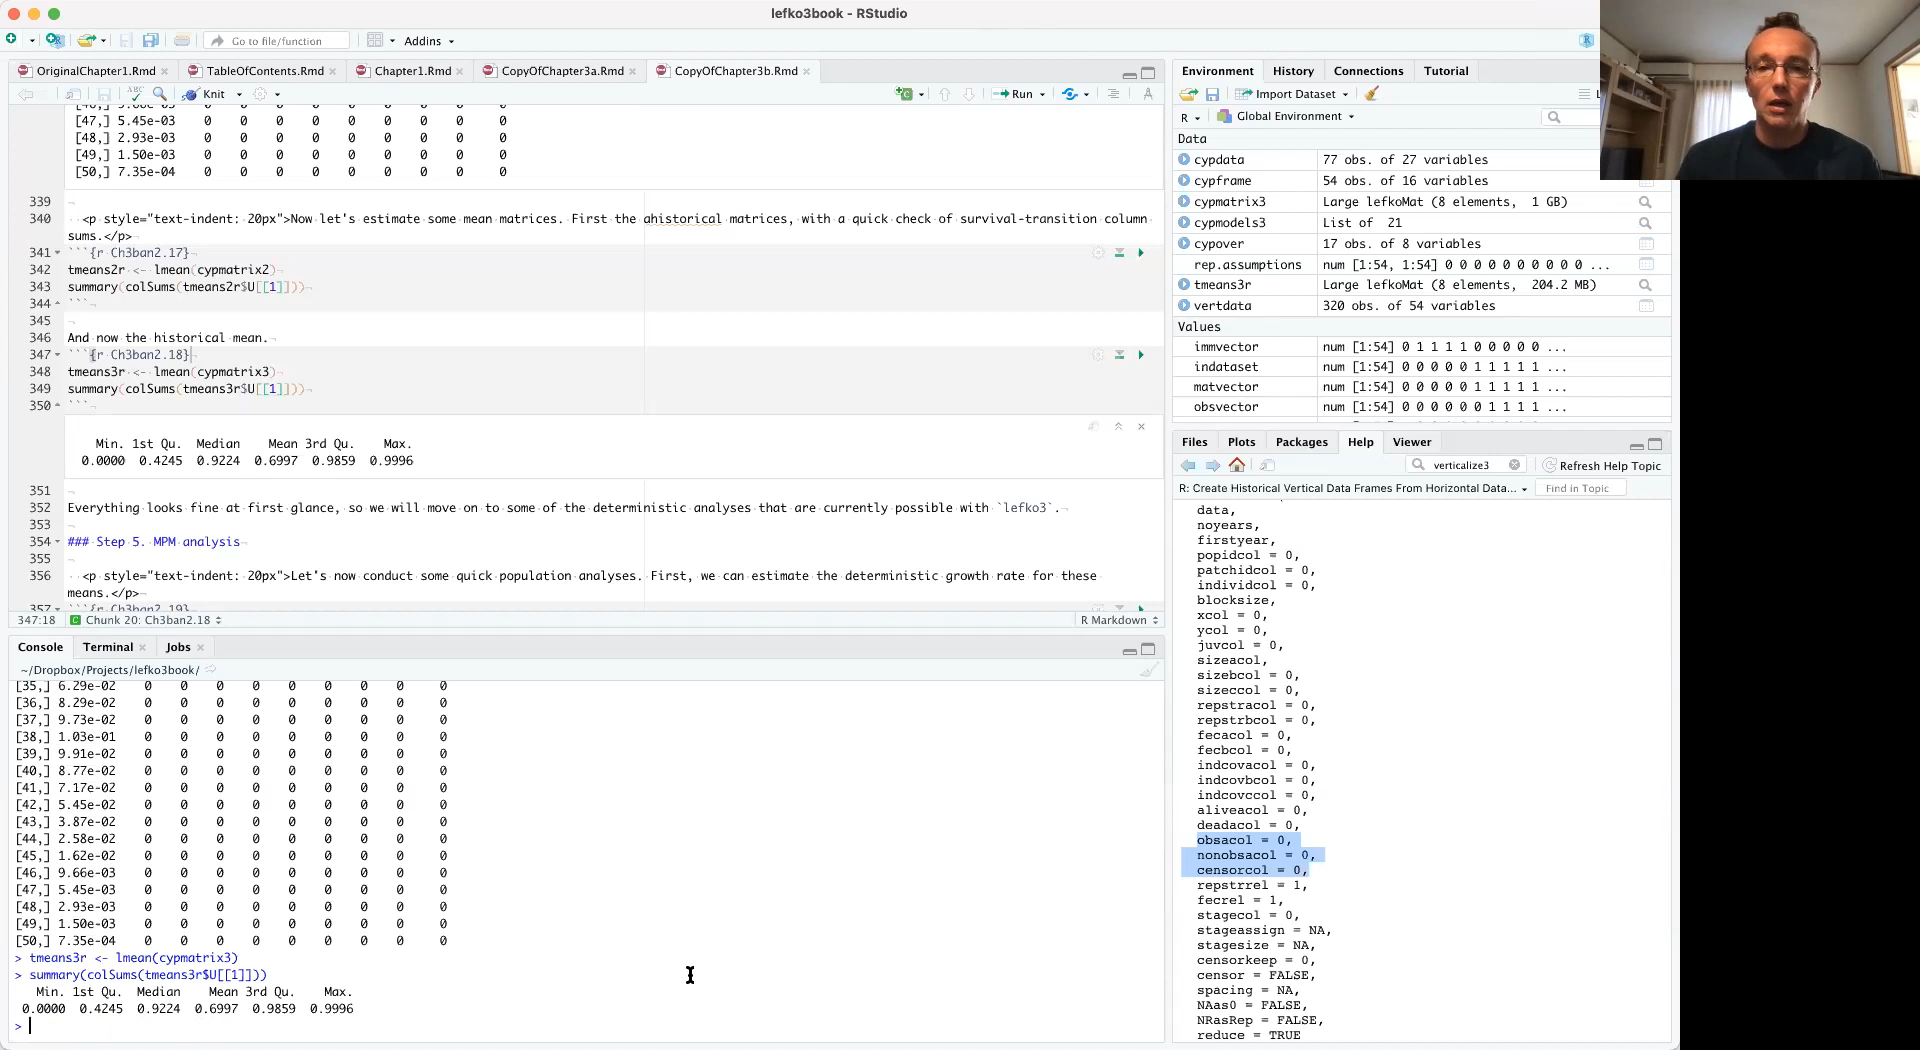 lefko3book - RStudio
Go to file/function
Addins
OriginalChapter1.Rmd
TableOfContents.Rmd
Chapter1.Rmd
CopyOfChapter3a.Rmd
CopyOfChapter3b.Rmd
ABC
Knit
Run
[47,] 5.45e-03 0 0 0 0 0 0 0 0 0
[48,] 2.93e-03 0 0 0 0 0 0 0 0 0
[49,] 1.50e-03 0 0 0 0 0 0 0 0 0
[50,] 7.35e-04 0 0 0 0 0 0 0 0 0
339
340 <p style="text-indent: 20px">Now let's estimate some mean matrices. First the ahistorical matrices, with a quick check of survival-transition column
sums.</p>
341 ```{r Ch3ban2.17}
342 tmeans2r <- lmean(cypmatrix2)
343 summary(colSums(tmeans2r$U[[1]]))
344 ```
345
346 And now the historical mean.
347 ```{r Ch3ban2.18}
348 tmeans3r <- lmean(cypmatrix3)
349 summary(colSums(tmeans3r$U[[1]]))
350 ```
Min. 1st Qu. Median Mean 3rd Qu. Max.
0.0000 0.4245 0.9224 0.6997 0.9859 0.9996
351
352 Everything looks fine at first glance, so we will move on to some of the deterministic analyses that are currently possible with `lefko3`.
353
354 ### Step 5. MPM analysis
355
356 <p style="text-indent: 20px">Let's now conduct some quick population analyses. First, we can estimate the deterministic growth rate for these
means.</p>
357 ```{r Ch3ban2.19}
347:18 Chunk 20: Ch3ban2.18 R Markdown
Console Terminal Jobs
~/Dropbox/Projects/lefko3book/
[35,] 6.29e-02 0 0 0 0 0 0 0 0 0
[36,] 8.29e-02 0 0 0 0 0 0 0 0 0
[37,] 9.73e-02 0 0 0 0 0 0 0 0 0
[38,] 1.03e-01 0 0 0 0 0 0 0 0 0
[39,] 9.91e-02 0 0 0 0 0 0 0 0 0
[40,] 8.77e-02 0 0 0 0 0 0 0 0 0
[41,] 7.17e-02 0 0 0 0 0 0 0 0 0
[42,] 5.45e-02 0 0 0 0 0 0 0 0 0
[43,] 3.87e-02 0 0 0 0 0 0 0 0 0
[44,] 2.58e-02 0 0 0 0 0 0 0 0 0
[45,] 1.62e-02 0 0 0 0 0 0 0 0 0
[46,] 9.66e-03 0 0 0 0 0 0 0 0 0
[47,] 5.45e-03 0 0 0 0 0 0 0 0 0
[48,] 2.93e-03 0 0 0 0 0 0 0 0 0
[49,] 1.50e-03 0 0 0 0 0 0 0 0 0
[50,] 7.35e-04 0 0 0 0 0 0 0 0 0
> tmeans3r <- lmean(cypmatrix3)
> summary(colSums(tmeans3r$U[[1]]))
Min. 1st Qu. Median Mean 3rd Qu. Max.
0.0000 0.4245 0.9224 0.6997 0.9859 0.9996
>
Environment History Connections Tutorial
Import Dataset
R Global Environment
Data
cypdata 77 obs. of 27 variables
cypframe 54 obs. of 16 variables
cypmatrix3 Large lefkoMat (8 elements, 1 GB)
cypmodels3 List of 21
cypover 17 obs. of 8 variables
rep.assumptions num [1:54, 1:54] 0 0 0 0 0 0 0 0 0 0 ...
tmeans3r Large lefkoMat (8 elements, 204.2 MB)
vertdata 320 obs. of 54 variables
Values
immvector num [1:54] 0 1 1 1 1 0 0 0 0 0 ...
indataset num [1:54] 0 0 0 0 0 1 1 1 1 1 ...
matvector num [1:54] 0 0 0 0 0 1 1 1 1 1 ...
obsvector num [1:54] 0 0 0 0 0 0 1 1 1 1 ...
Files Plots Packages Help Viewer
verticalize3 Refresh Help Topic
R: Create Historical Vertical Data Frames From Horizontal Data... Find in Topic
data,
noyears,
firstyear,
popidcol = 0,
patchidcol = 0,
individcol = 0,
blocksize,
xcol = 0,
ycol = 0,
juvcol = 0,
sizeacol,
sizebcol = 0,
sizeccol = 0,
repstracol = 0,
repstrbcol = 0,
fecacol = 0,
fecbcol = 0,
indcovacol = 0,
indcovbcol = 0,
indcovccol = 0,
aliveacol = 0,
deadacol = 0,
obsacol = 0,
nonobsacol = 0,
censorcol = 0,
repstrrel = 1,
fecrel = 1,
stagecol = 0,
stageassign = NA,
stagesize = NA,
censorkeep = 0,
censor = FALSE,
spacing = NA,
NAas0 = FALSE,
NRasRep = FALSE,
reduce = TRUE